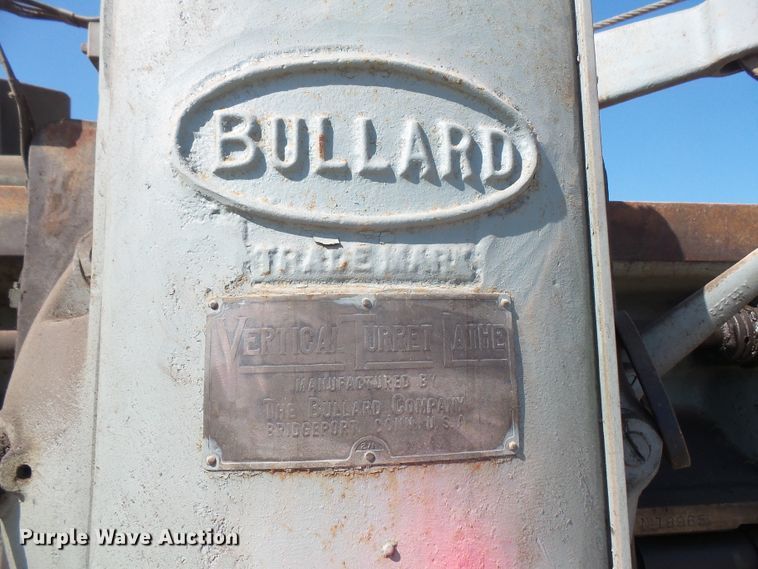 BULLARD
TRADE MARK
VERTICAL TURRET LATHE
MANUFACTURED BY
THE BULLARD COMPANY
BRIDGEPORT, CONN., U.S.A.
Purple Wave Auction